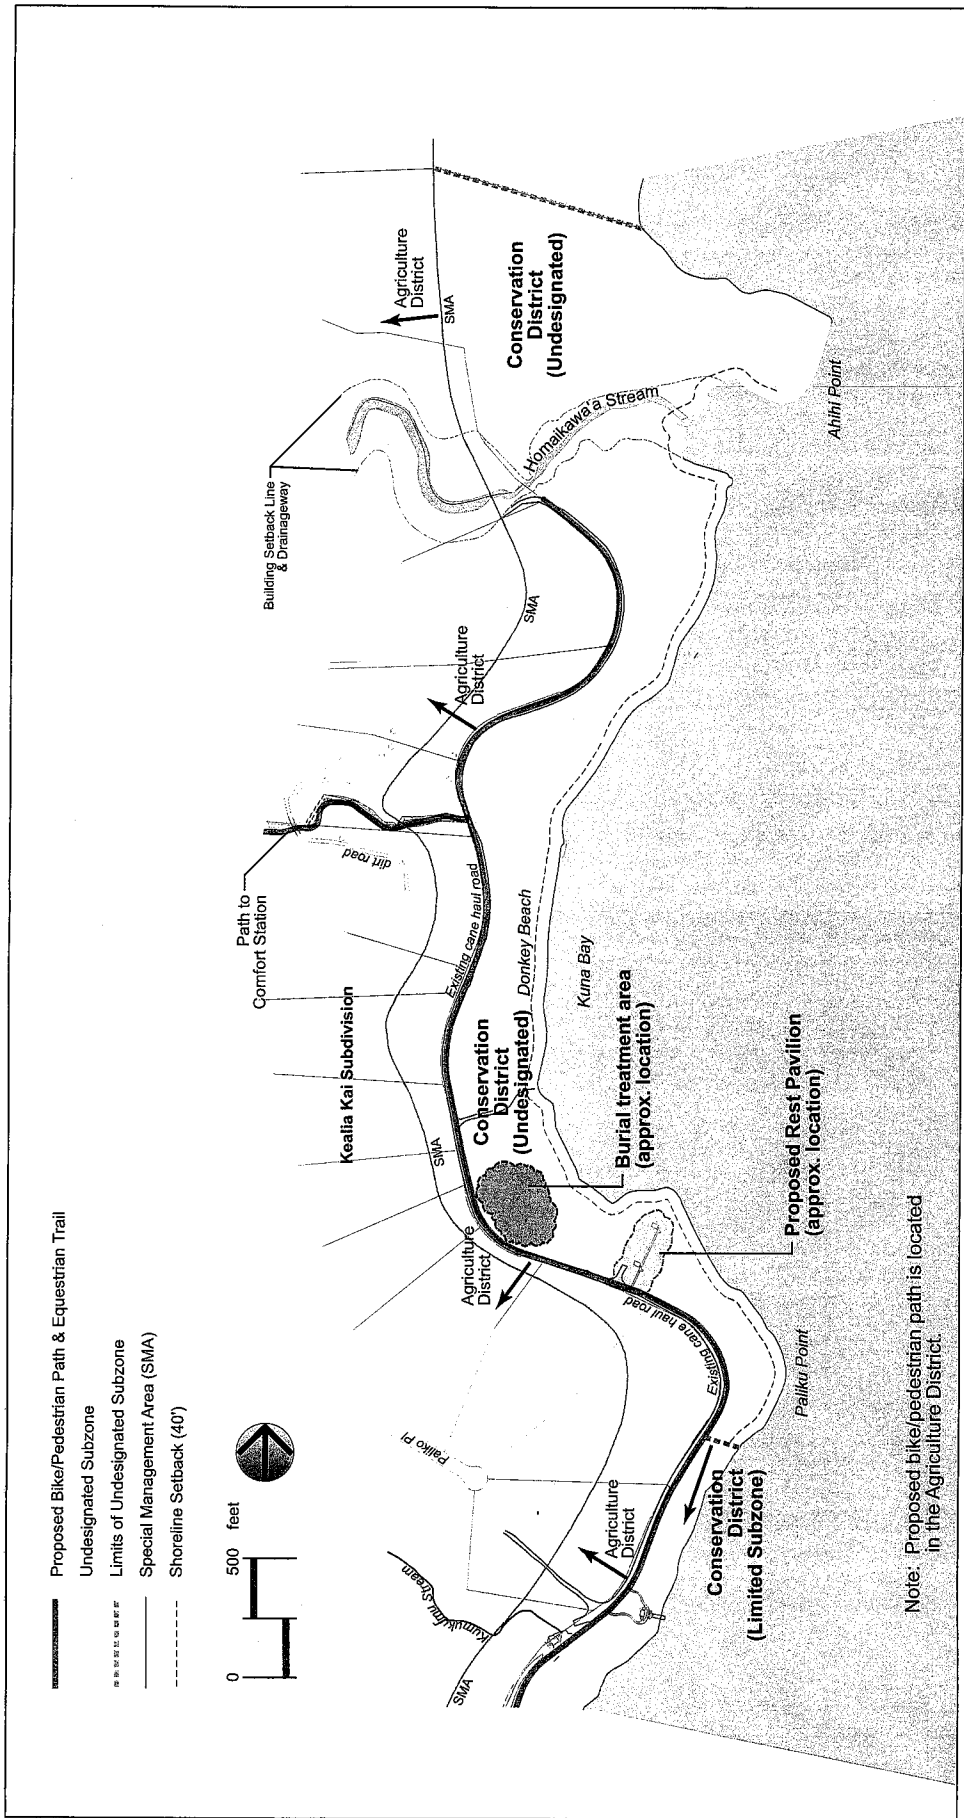 Proposed Bike/Pedestrian Path & Equestrian Trail
Undesignated Subzone
Limits of Undesignated Subzone
Special Management Area (SMA)
Shoreline Setback (40')
0
500
feet
Path to
Comfort Station
dirt road
Building Setback Line
& Drainageway
Agriculture
District
SMA
Conservation
District
(Undesignated)
Homaikawa'a Stream
Ahihi Point
Agriculture
District
SMA
Kealia Kai Subdivision
Existing cane haul road
Donkey Beach
Kuna Bay
SMA
Conservation
District
(Undesignated)
Burial treatment area
(approx. location)
Agriculture
District
Proposed Rest Pavilion
(approx. location)
Existing cane haul road
Paliku Point
Paliko Pl
Agriculture
District
Kumukumu Stream
SMA
Conservation
District
(Limited Subzone)
Note: Proposed bike/pedestrian path is located
in the Agriculture District.